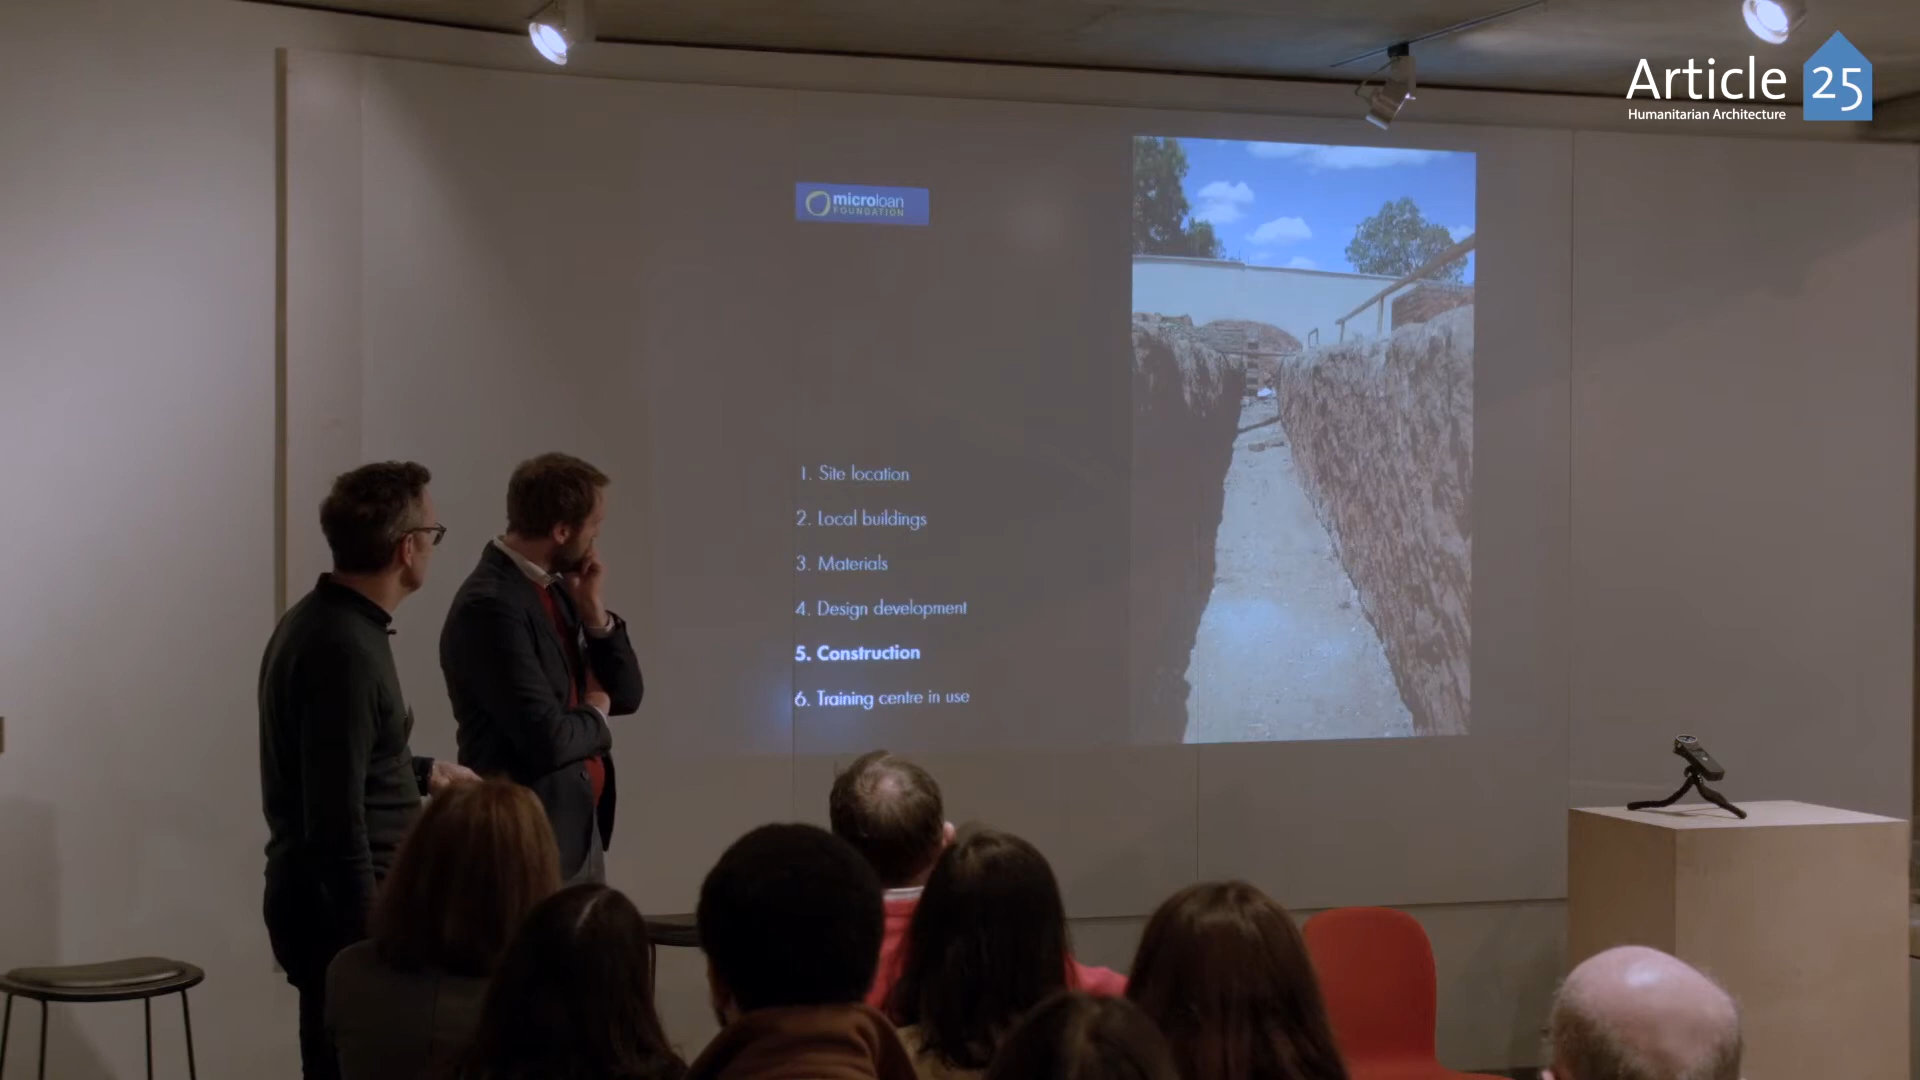 Article 25
Humanitarian Architecture
microloan
FOUNDATION
1. Site location
2. Local buildings
3. Materials
4. Design development
5. Construction
6. Training centre in use